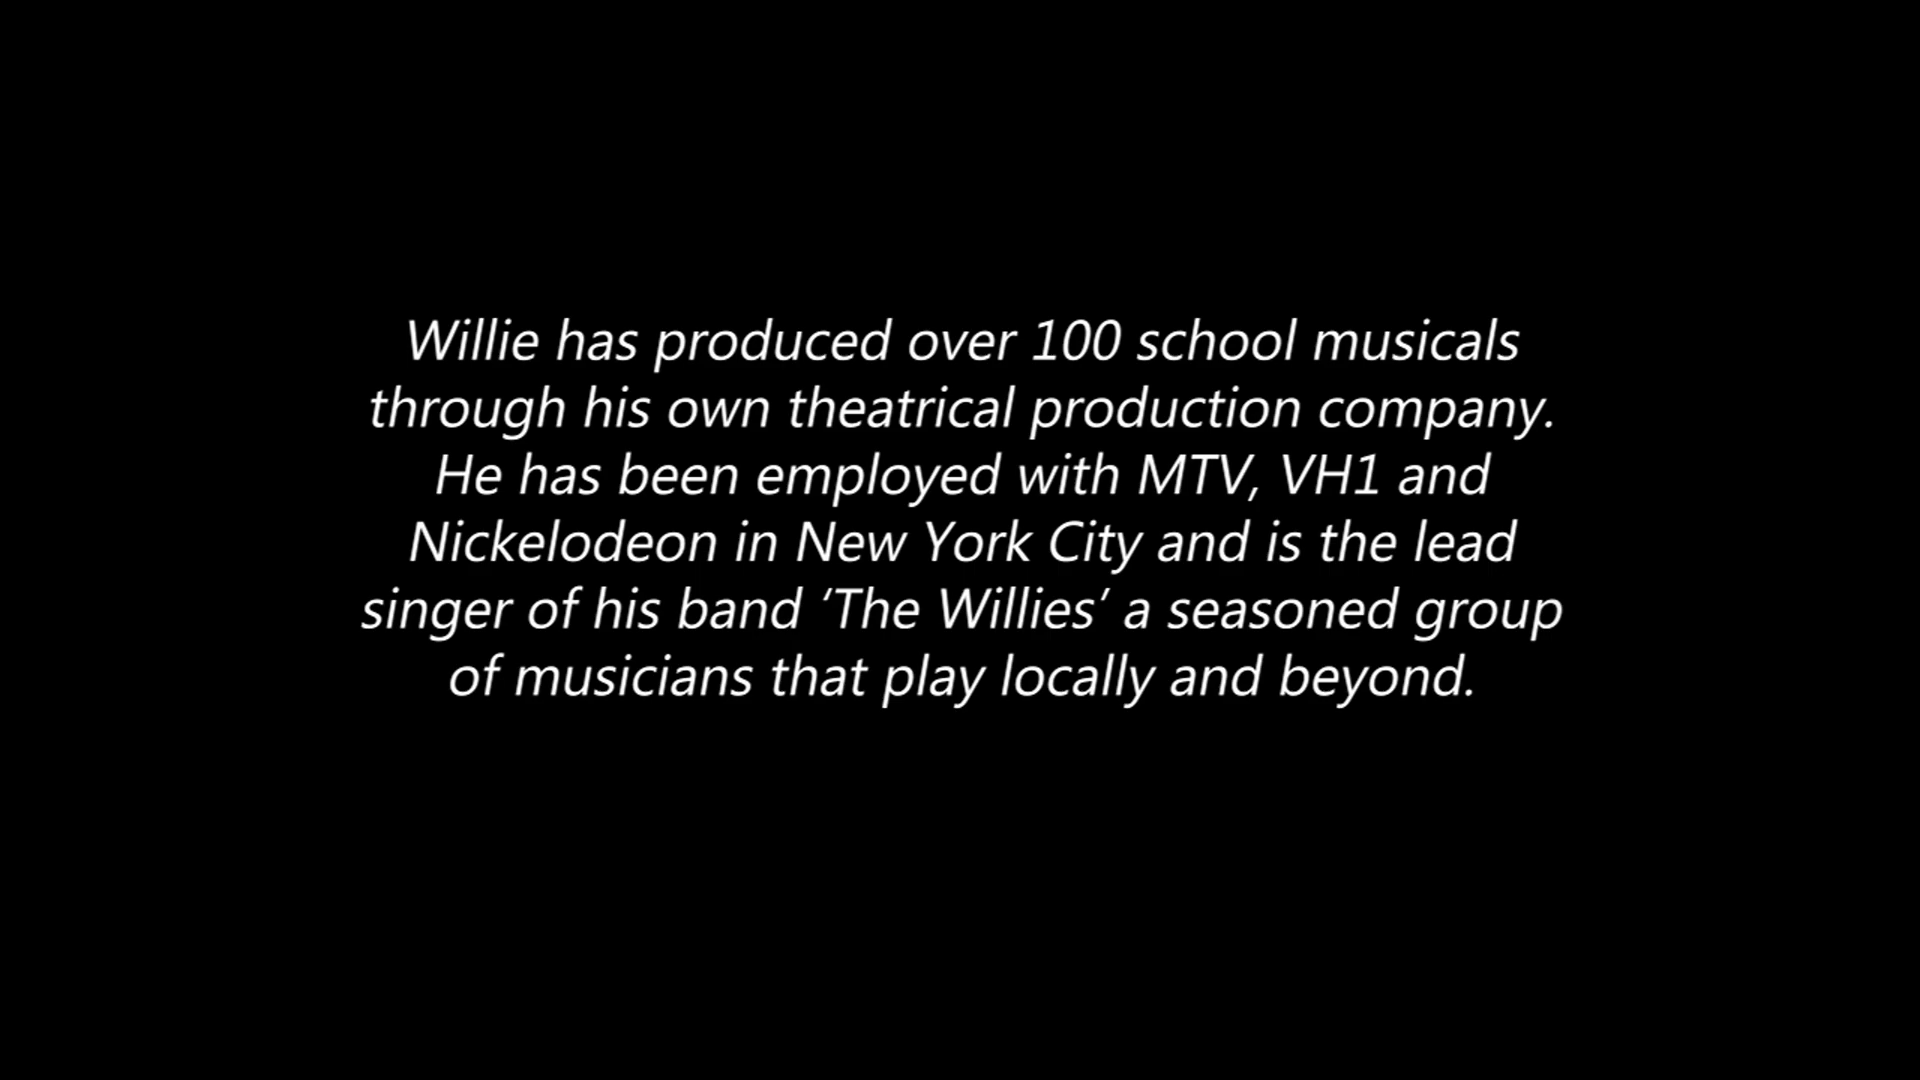 Willie has produced over 100 school musicals
through his own theatrical production company.
He has been employed with MTV, VH1 and
Nickelodeon in New York City and is the lead
singer of his band ‘The Willies’ a seasoned group
of musicians that play locally and beyond.